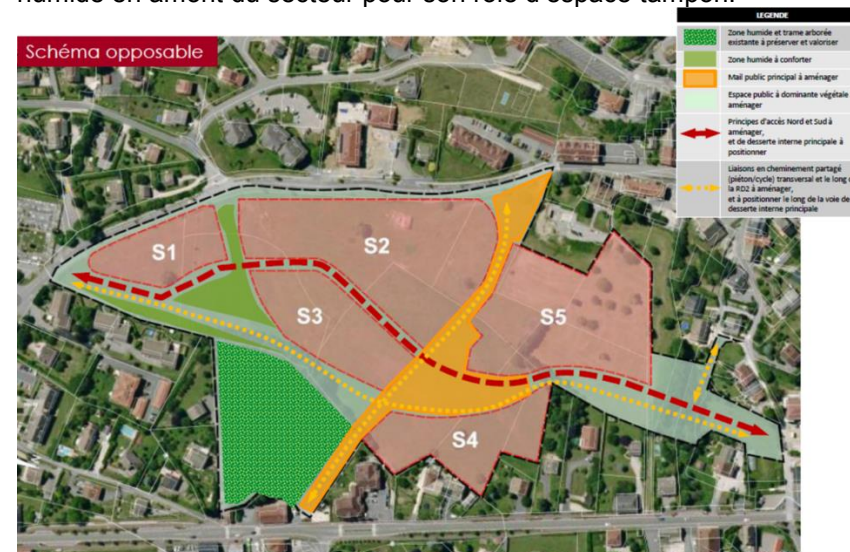 humide en amont du secteur pour son rôle d'espace tampon.
Schéma opposable
LEGENDE
Zone humide et trame arborée
existante à préserver et valoriser
Zone humide à conforter
Mail public principal à aménager
Espace public à dominante végétale
aménager
Principes d'accès Nord et Sud à
aménager,
et de desserte interne principale à
positionner
Liaisons en cheminement partagé
(piéton/cycle) transversal et le long
la RD2 à aménager,
et à positionner le long de la voie de
desserte interne principale
S1
S2
S3
S5
S4